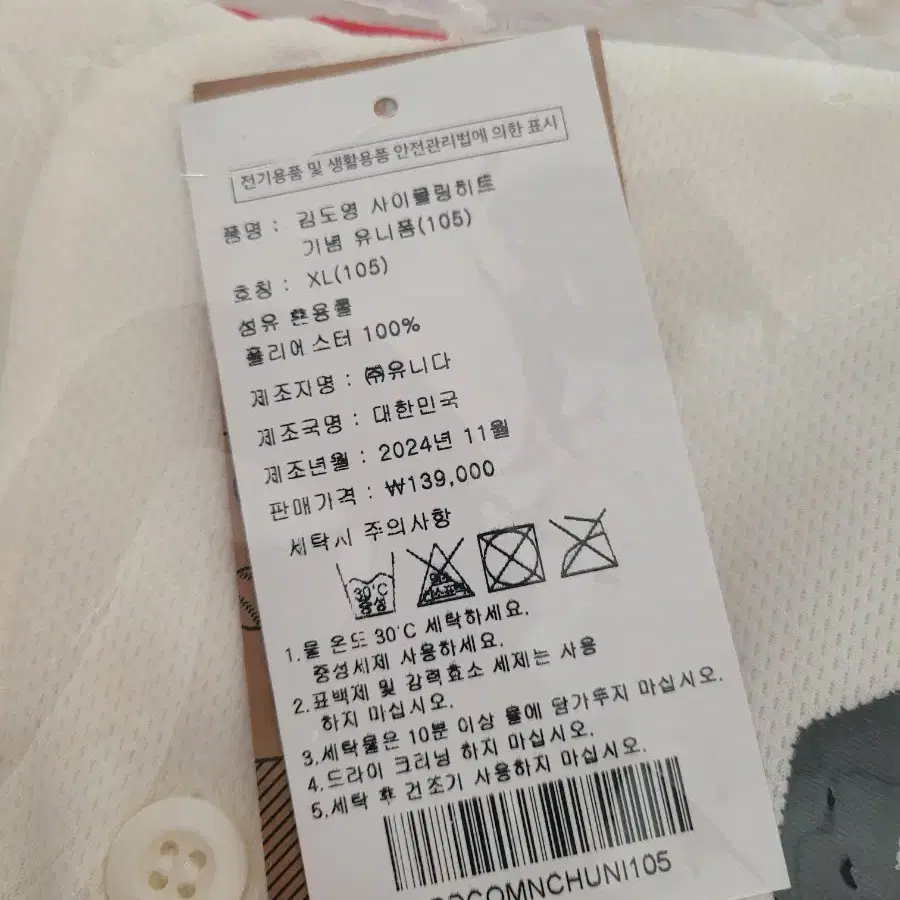 전기용품 및 생활용품 안전관리법에 의한 표시
품명 : 김도영 사이클링히트
기념 유니폼(105)
호칭 : XL(105)
섬유 혼용률
폴리에스터 100%
제조자명 : ㈜유니다
제조국명 : 대한민국
제조년월 : 2024년 11월
판매가격 : ₩139,000
세탁시 주의사항
30°C
중성
1.물 온도 30°C 세탁하세요.
중성세제 사용하세요.
2.표백제 및 강력효소 세제는 사용
하지 마십시오.
3.세탁물은 10분 이상 물에 담가두지 마십시오.
4.드라이 크리닝 하지 마십시오.
5.세탁 후 건조기 사용하지 마십시오.
COMNCHUNI105